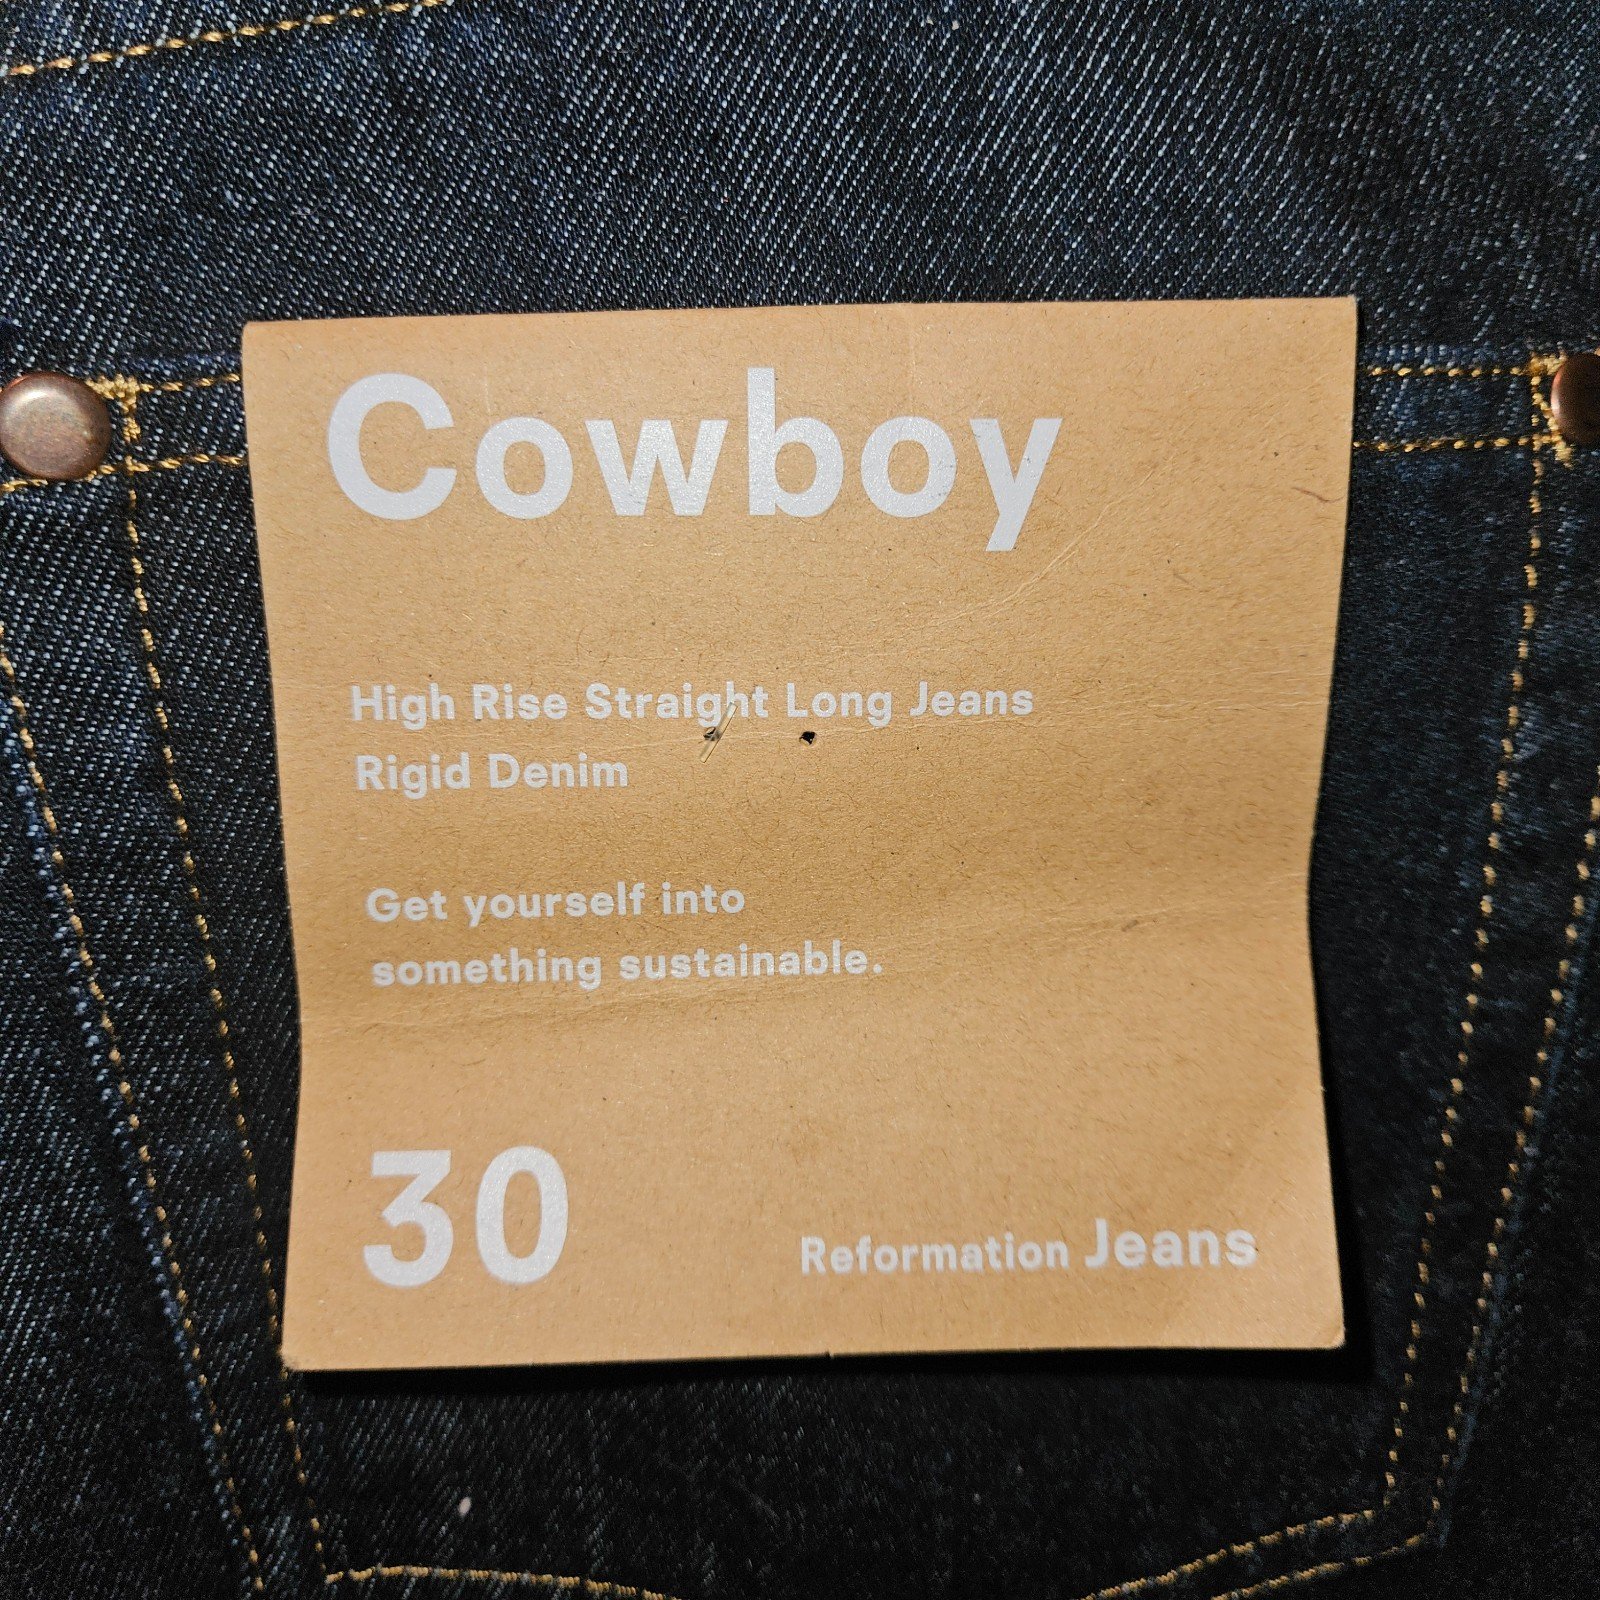 Cowboy
High Rise Straight Long Jeans
Rigid Denim
Get yourself into
something sustainable.
30
Reformation Jeans